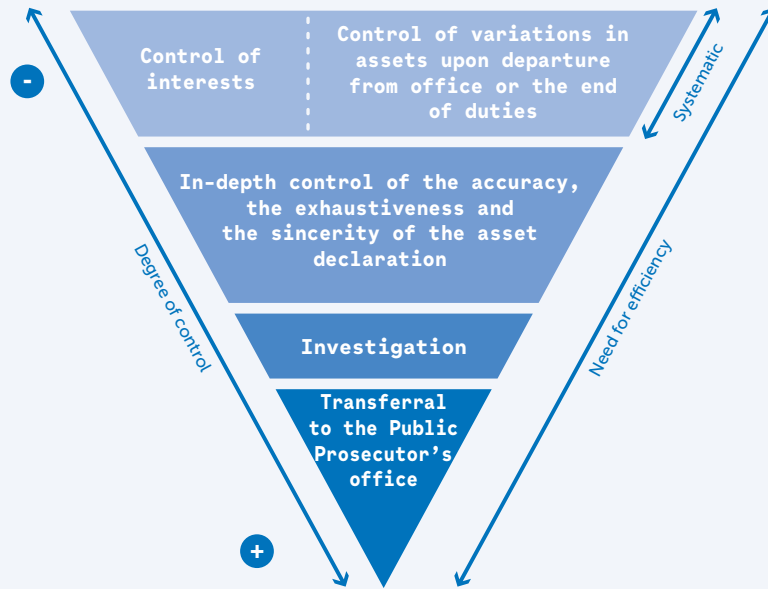 Control of
interests
Control of variations in
assets upon departure
from office or the end
of duties
Systematic
-
In-depth control of the accuracy,
the exhaustiveness and
the sincerity of the asset
declaration
Degree of control
Need for efficiency
Investigation
Transferral
to the Public
Prosecutor’s
office
+